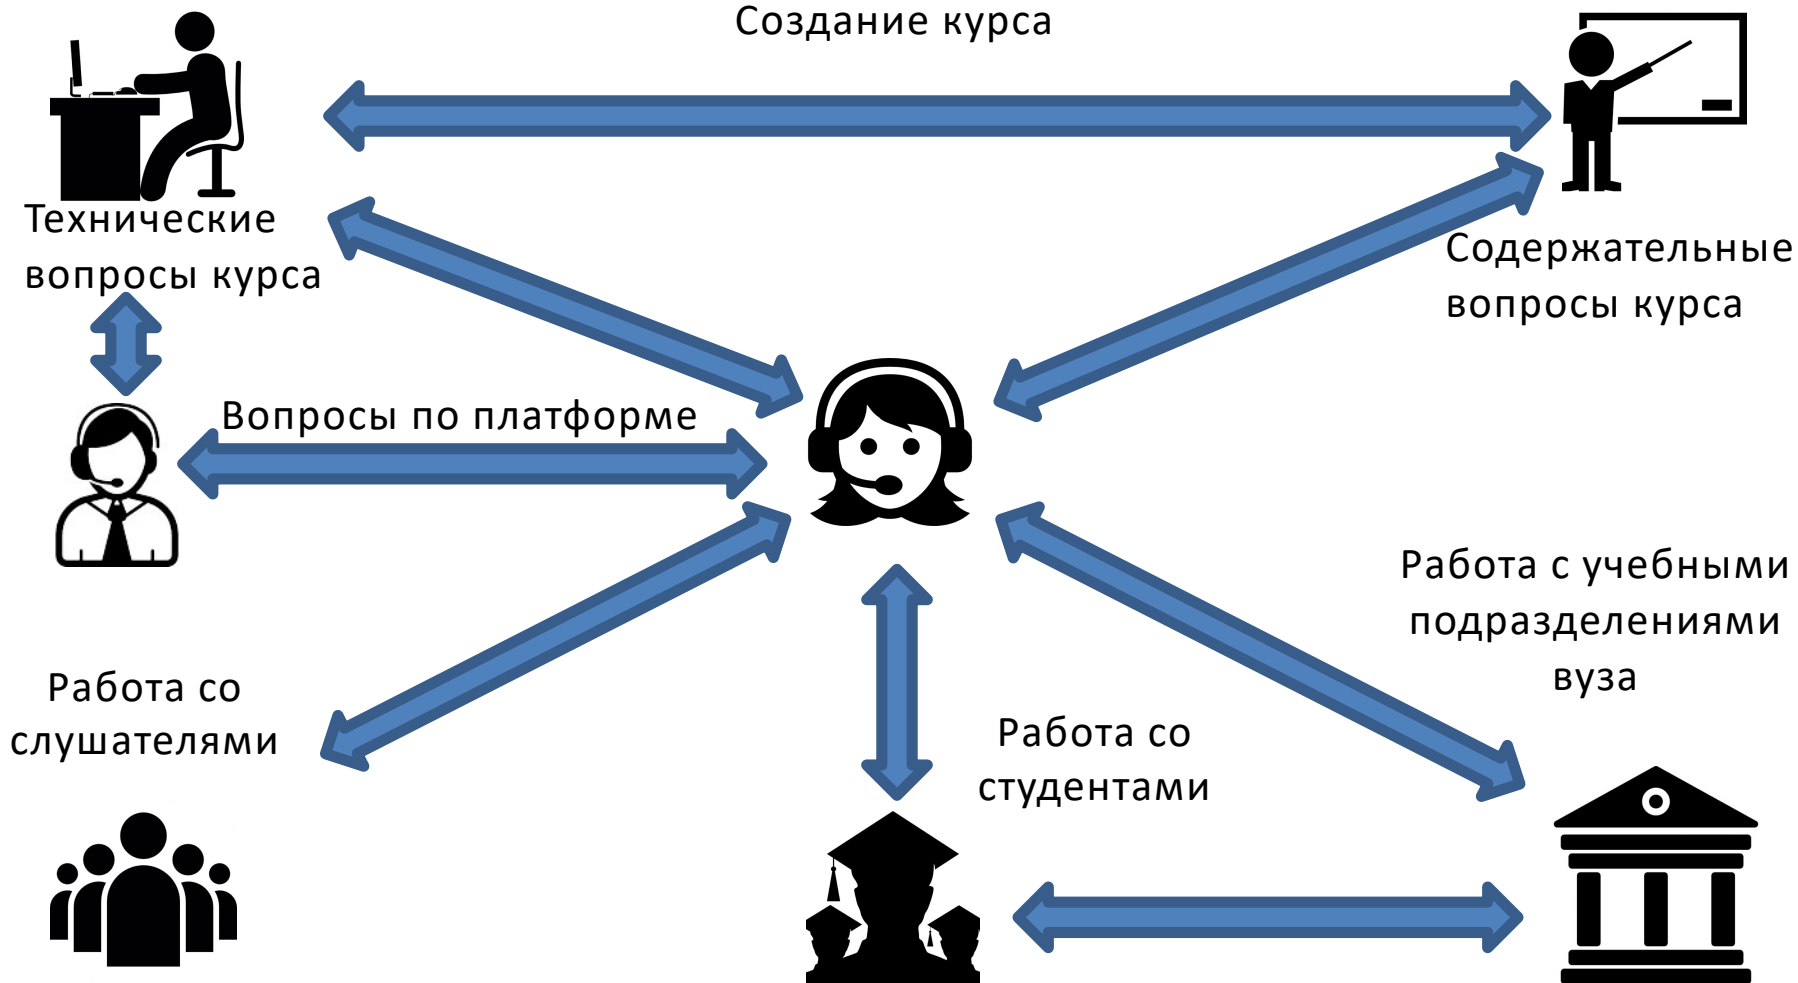 Создание курса
Технические
вопросы курса
Содержательные
вопросы курса
Вопросы по платформе
Работа с учебными
подразделениями
вуза
Работа со
слушателями
Работа со
студентами